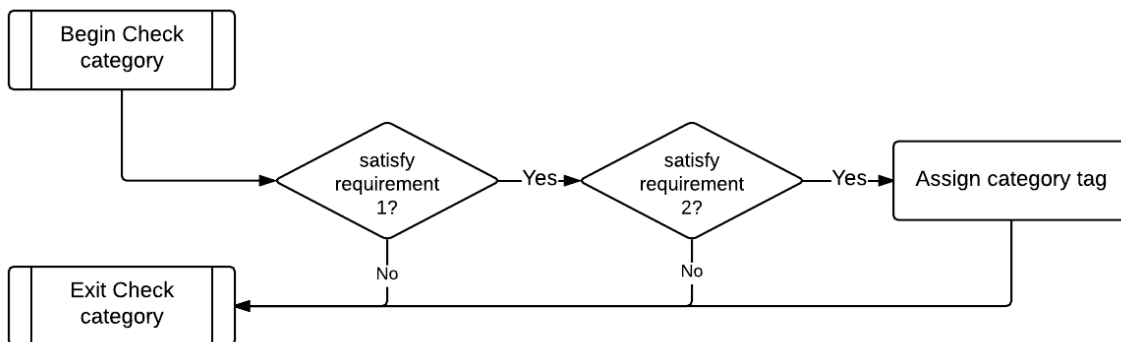 Begin Check
category
satisfy
requirement
1?
Yes
satisfy
requirement
2?
Yes
Assign category tag
No
No
Exit Check
category